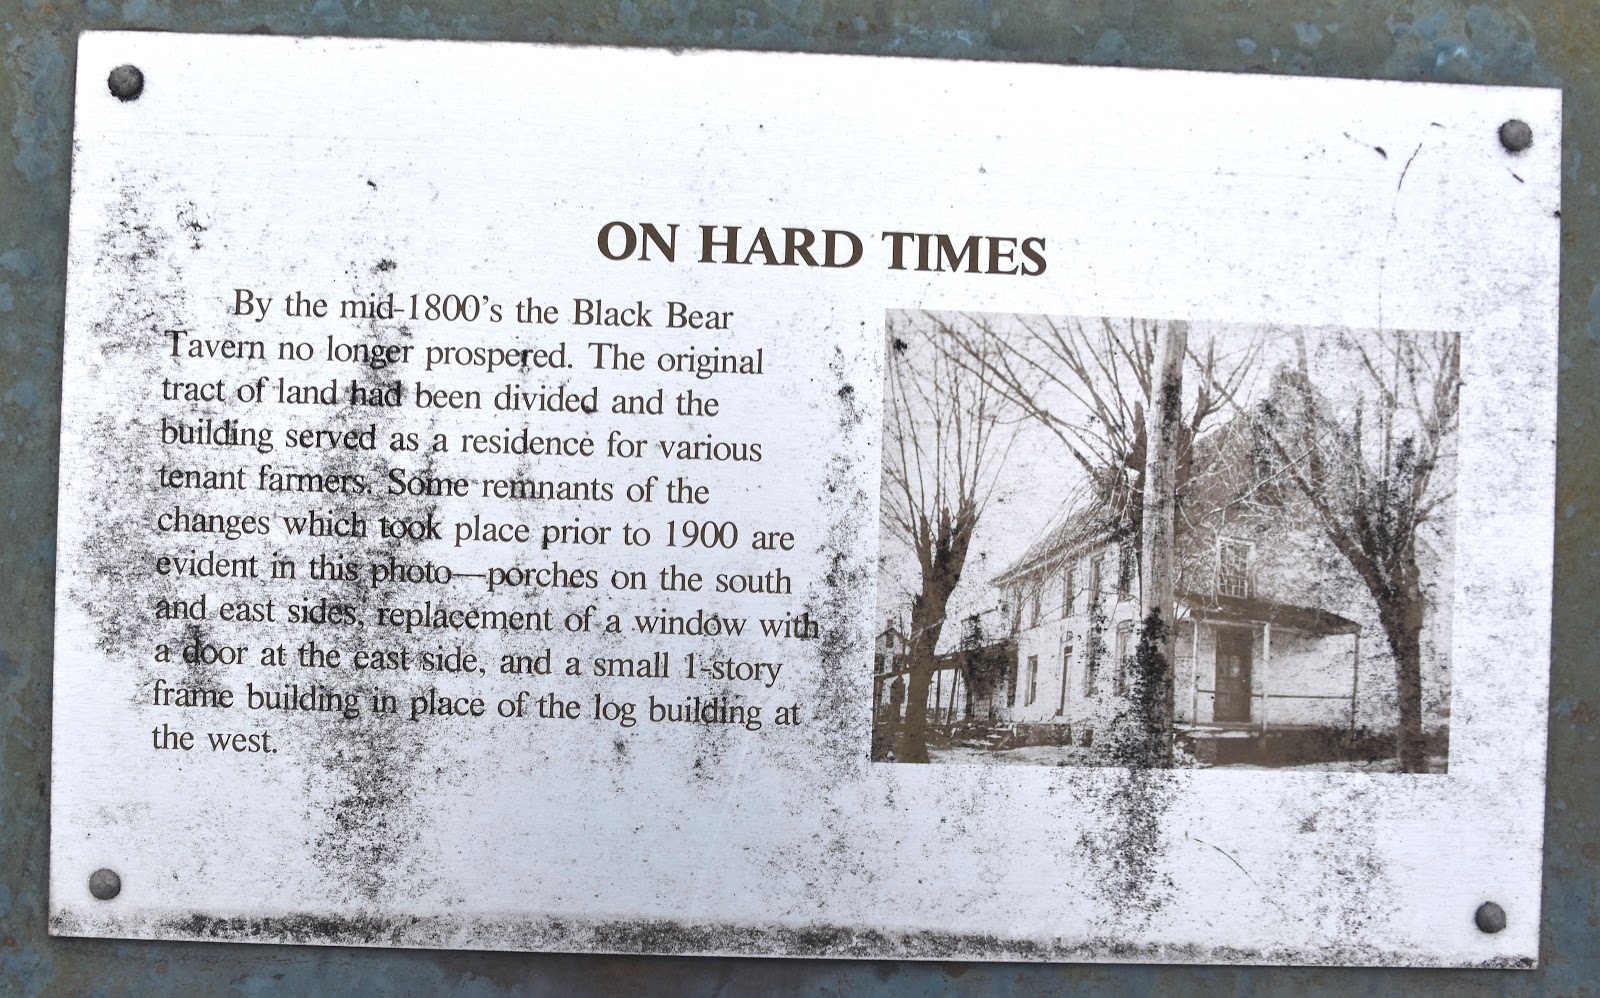 ON HARD TIMES
By the mid-1800's the Black Bear
Tavern no longer prospered. The original
tract of land had been divided and the
building served as a residence for various
tenant farmers. Some remnants of the
changes which took place prior to 1900 are
evident in this photo—porches on the south
and east sides, replacement of a window with
a door at the east side, and a small 1-story
frame building in place of the log building at
the west.